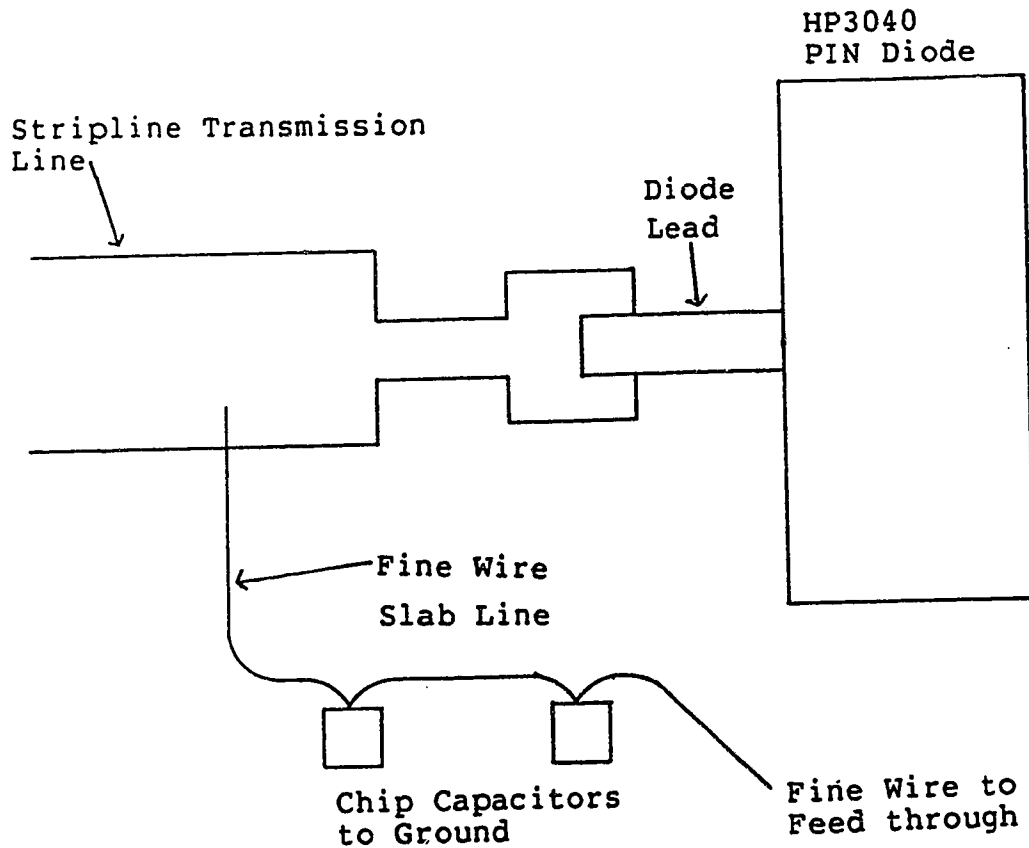 HP3040
PIN Diode
Stripline Transmission
Line
Diode
Lead
Fine Wire
Slab Line
Chip Capacitors
to Ground
Fine Wire to
Feed through